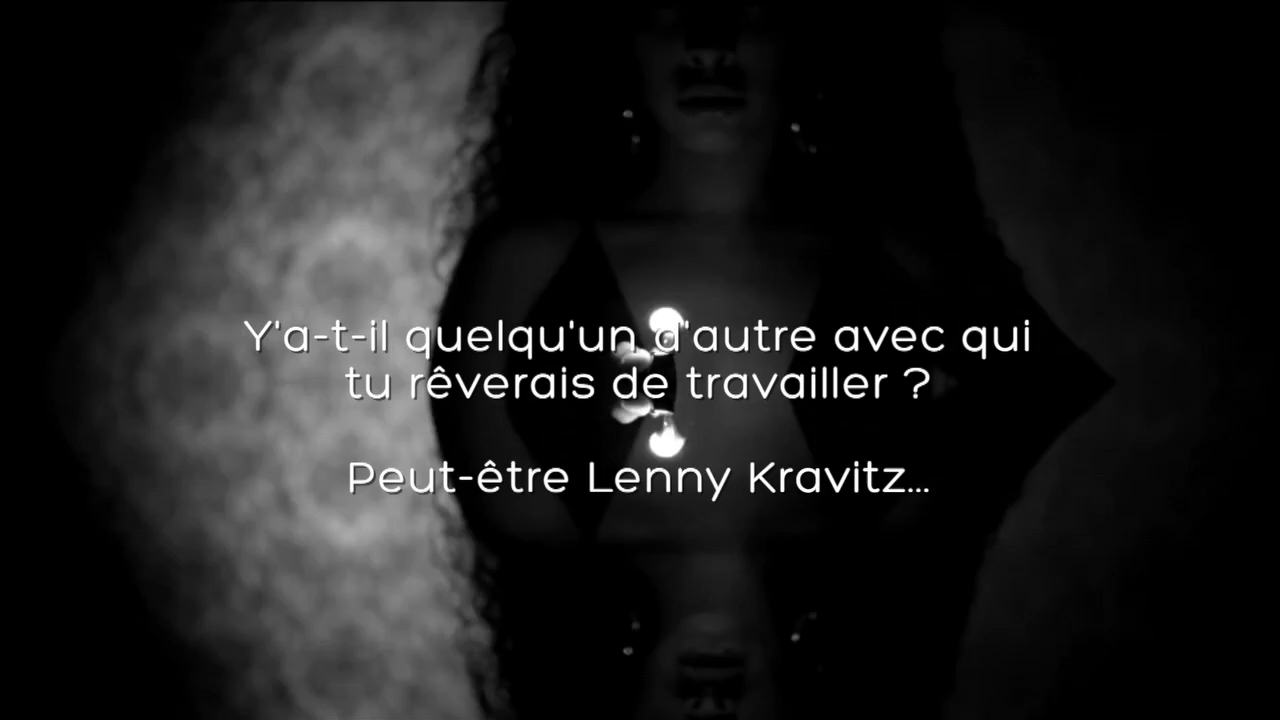 Y'a-t-il quelqu'un d'autre avec qui
tu rêverais de travailler ?
Peut-être Lenny Kravitz...